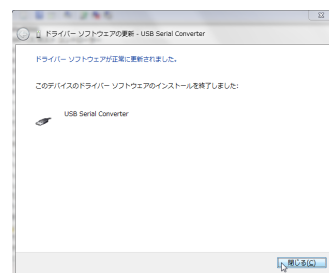 ドライバー ソフトウェアの更新 - USB Serial Converter
ドライバー ソフトウェアが正常に更新されました。
このデバイスのドライバー ソフトウェアのインストールを終了しました:
USB Serial Converter
閉じる(C)